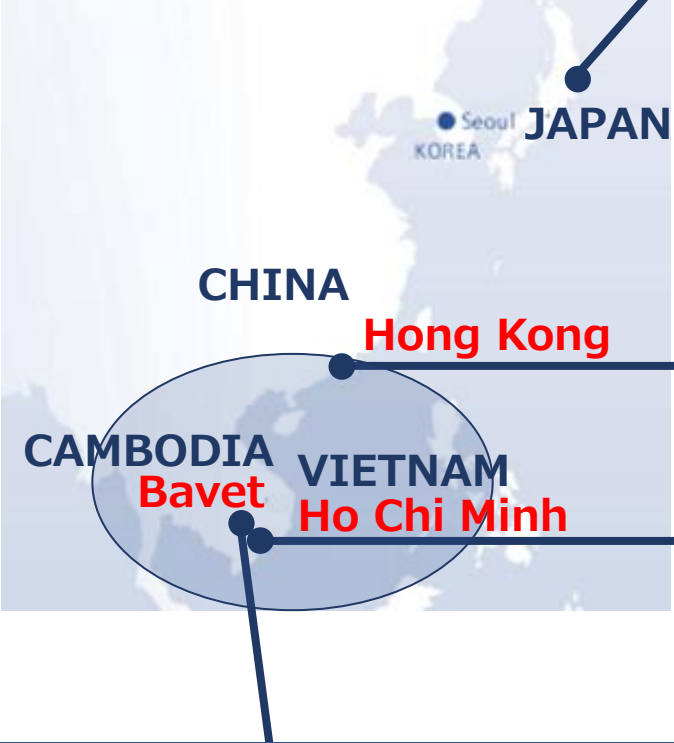 Seoul
JAPAN
KOREA
CHINA
Hong Kong
CAMBODIA
VIETNAM
Bavet
Ho Chi Minh